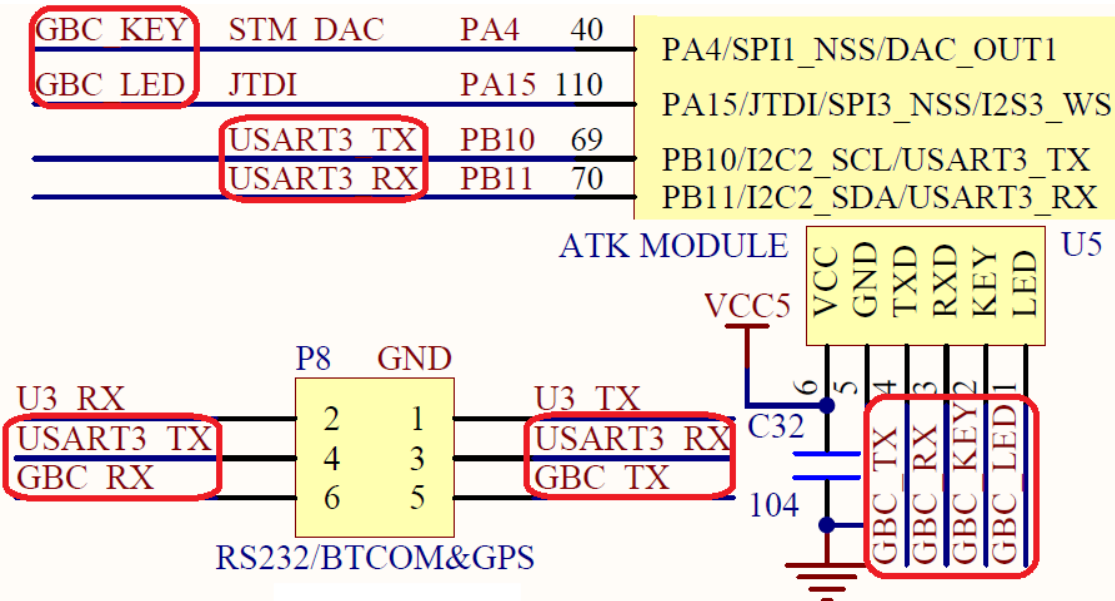 GBC_KEY STM_DAC PA4 40 PA4/SPI1_NSS/DAC_OUT1
GBC_LED JTDI PA15 110 PA15/JTDI/SPI3_NSS/I2S3_WS
USART3_TX PB10 69 PB10/I2C2_SCL/USART3_TX
USART3_RX PB11 70 PB11/I2C2_SDA/USART3_RX
ATK MODULE U5
VCC GND TXD RXD KEY LED
VCC5
6 5 4 3 2 1
GBC_TX GBC_RX GBC_KEY GBC_LED
C32
104
P8 GND
U3_RX 2 1 U3_TX
USART3_TX 4 3 USART3_RX
GBC_RX 6 5 GBC_TX
RS232/BTCOM&GPS